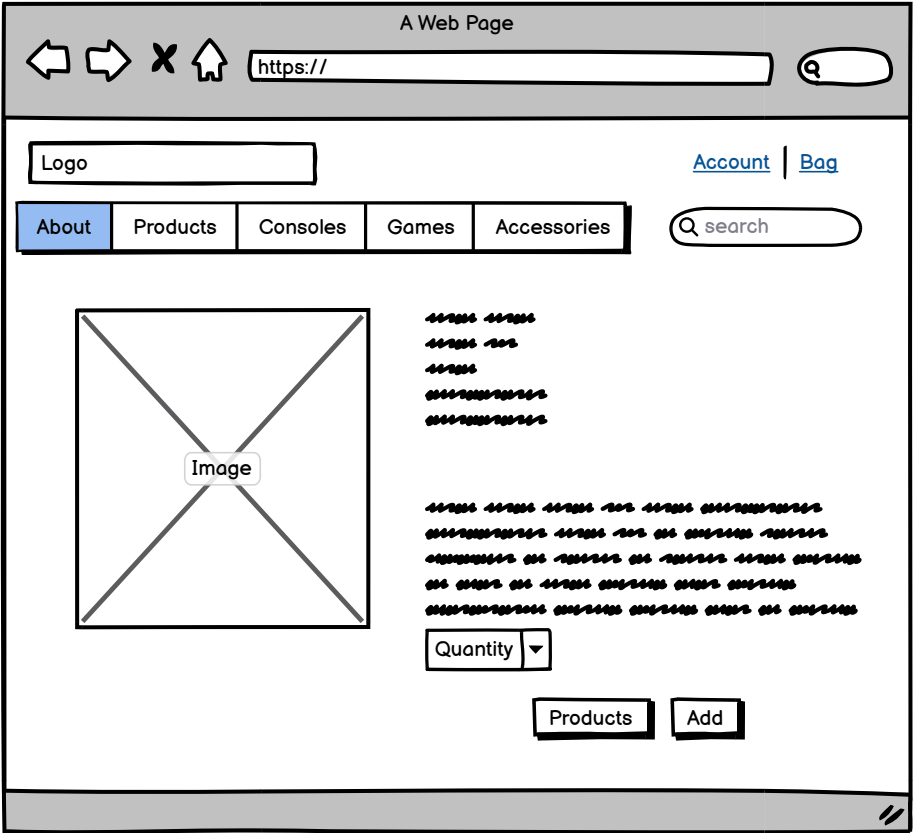 A Web Page
https://
Logo
Account Bag
About Products Consoles Games Accessories
search
Image
Quantity
Products Add